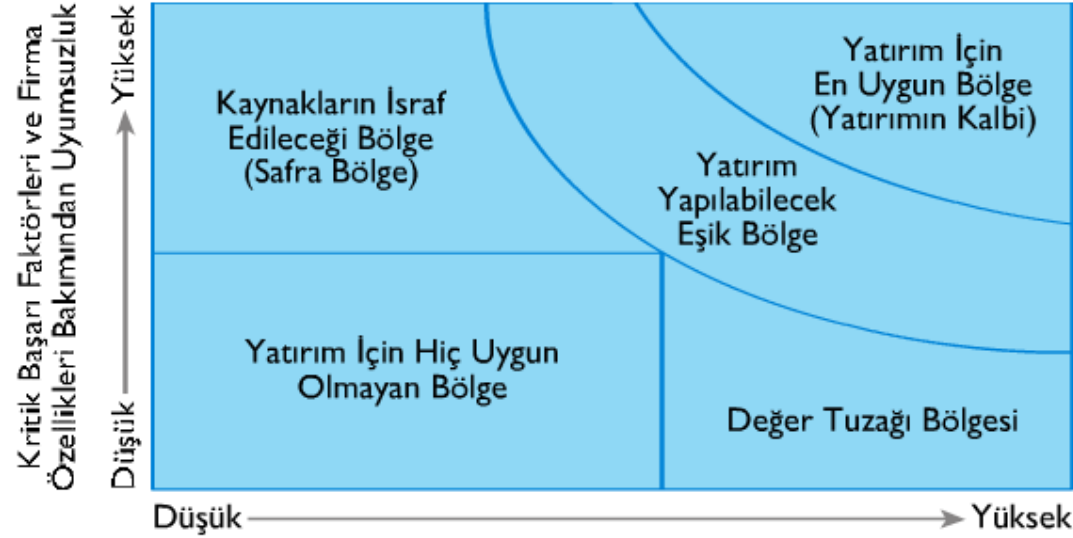 Kritik Başarı Faktörleri ve Firma
Özellikleri Bakımından Uyumsuzluk
Yüksek
Düşük
Kaynakların İsraf
Edileceği Bölge
(Safra Bölge)
Yatırım İçin
En Uygun Bölge
(Yatırımın Kalbi)
Yatırım
Yapılabilecek
Eşik Bölge
Yatırım İçin Hiç Uygun
Olmayan Bölge
Değer Tuzağı Bölgesi
Düşük
Yüksek